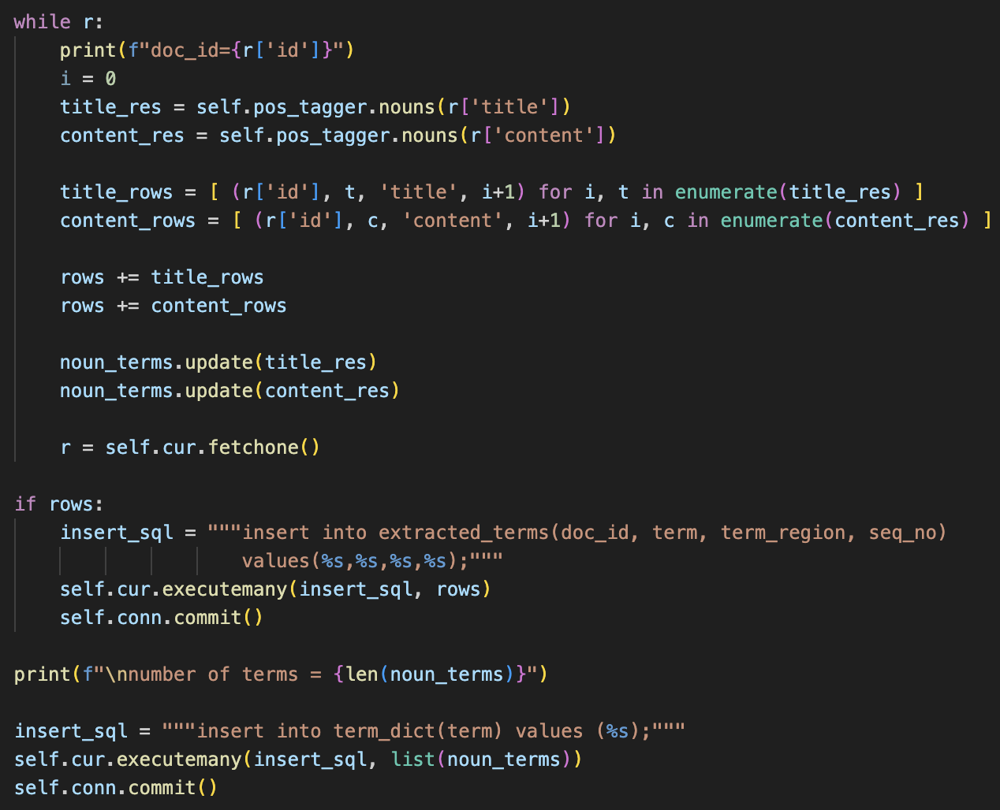 while r:
    print(f"doc_id={r['id']}")
    i = 0
    title_res = self.pos_tagger.nouns(r['title'])
    content_res = self.pos_tagger.nouns(r['content'])

    title_rows = [ (r['id'], t, 'title', i+1) for i, t in enumerate(title_res) ]
    content_rows = [ (r['id'], c, 'content', i+1) for i, c in enumerate(content_res) ]

    rows += title_rows
    rows += content_rows

    noun_terms.update(title_res)
    noun_terms.update(content_res)

    r = self.cur.fetchone()

if rows:
    insert_sql = """insert into extracted_terms(doc_id, term, term_region, seq_no)
                    values(%s,%s,%s,%s);"""
    self.cur.executemany(insert_sql, rows)
    self.conn.commit()

print(f"\nnumber of terms = {len(noun_terms)}")

insert_sql = """insert into term_dict(term) values (%s);"""
self.cur.executemany(insert_sql, list(noun_terms))
self.conn.commit()